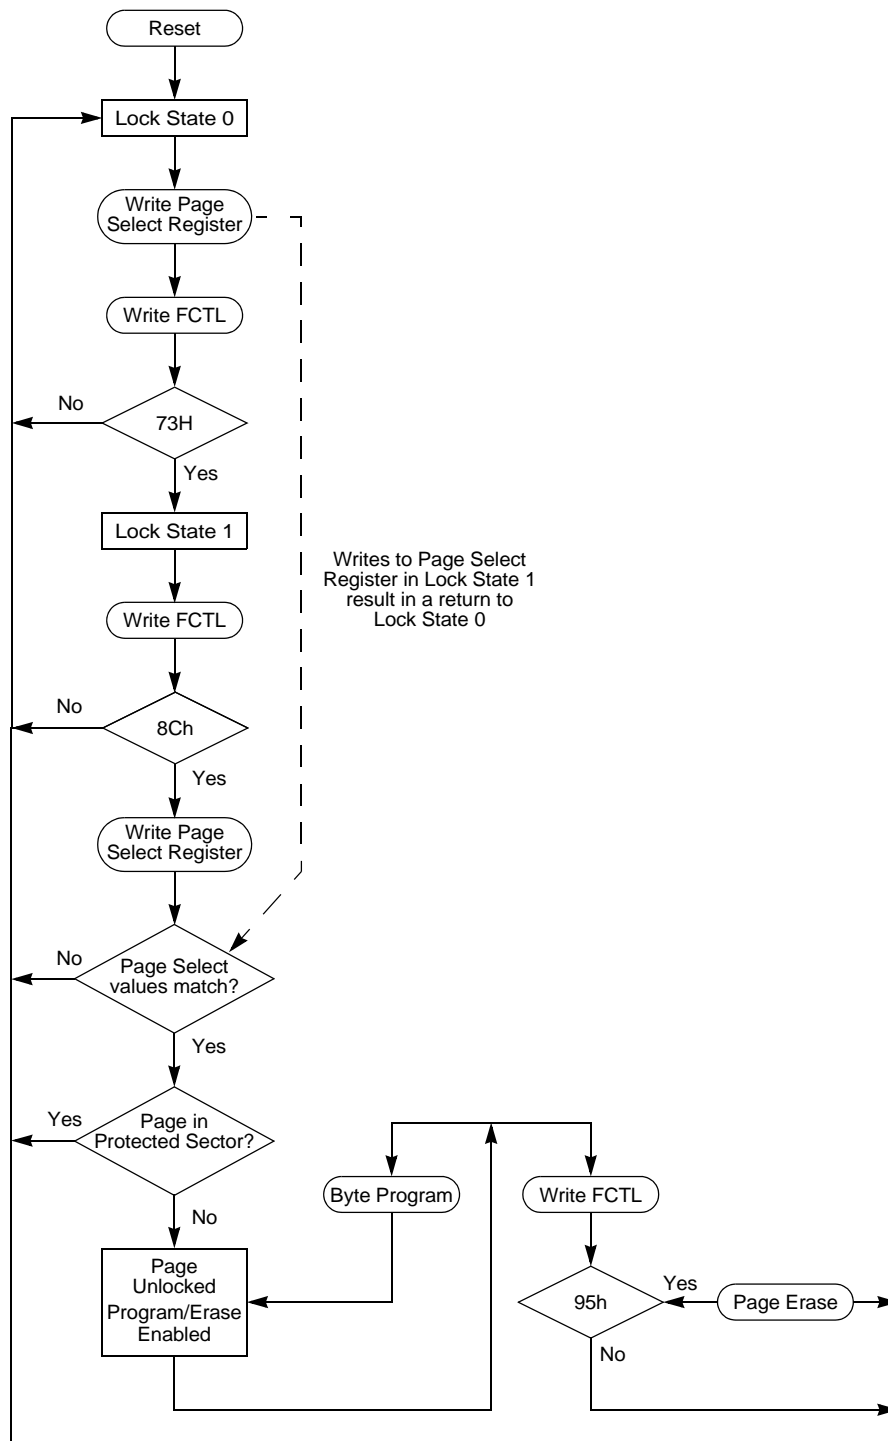 Reset
Lock State 0
Write Page
Select Register
Write FCTL
No
73H
Yes
Lock State 1
Writes to Page Select
Register in Lock State 1
result in a return to
Lock State 0
Write FCTL
No
8Ch
Yes
Write Page
Select Register
No
Page Select
values match?
Yes
Yes
Page in
Protected Sector?
No
Byte Program
Write FCTL
Page
Unlocked
Program/Erase
Enabled
95h
Yes
Page Erase
No